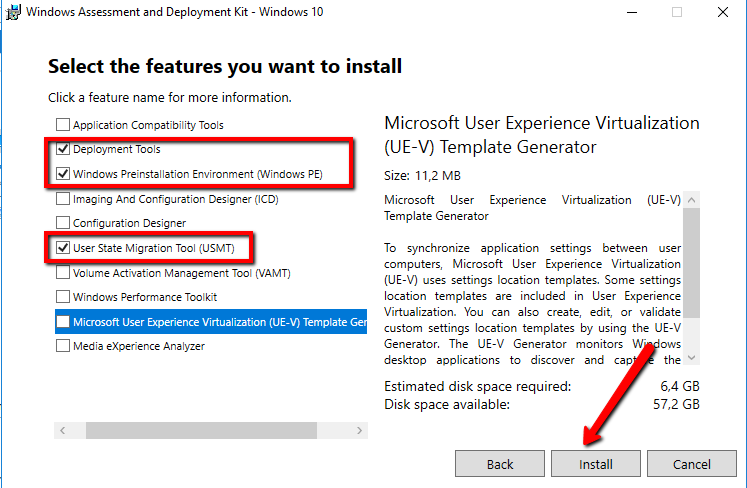 Windows Assessment and Deployment Kit - Windows 10
Select the features you want to install
Click a feature name for more information.
Application Compatibility Tools
Deployment Tools
Windows Preinstallation Environment (Windows PE)
Imaging And Configuration Designer (ICD)
Configuration Designer
User State Migration Tool (USMT)
Volume Activation Management Tool (VAMT)
Windows Performance Toolkit
Microsoft User Experience Virtualization (UE-V) Template Ger
Media eXperience Analyzer
Microsoft User Experience Virtualization
(UE-V) Template Generator
Size: 11,2 MB
Microsoft User Experience Virtualization (UE-V)
Template Generator
To synchronize application settings between user
computers, Microsoft User Experience Virtualization
(UE-V) uses settings location templates. Some settings
location templates are included in User Experience
Virtualization. You can also create, edit, or validate
custom settings location templates by using the UE-V
Generator. The UE-V Generator monitors Windows
desktop applications to discover and capture the
Estimated disk space required: 6,4 GB
Disk space available: 57,2 GB
Back
Install
Cancel